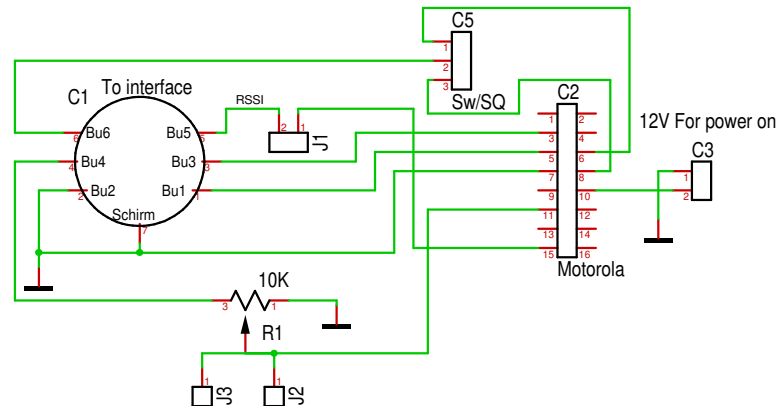 C5
1
2
3
Sw/SQ
C1
To interface
Bu6
6
Bu5
5
Bu4
4
Bu3
3
Bu2
2
Bu1
1
Schirm
7
RSSI
2
1
J1
C2
1
2
3
4
5
6
7
8
9
10
11
12
13
14
15
16
Motorola
12V For power on
C3
1
2
10K
3
1
R1
1
J3
1
J2